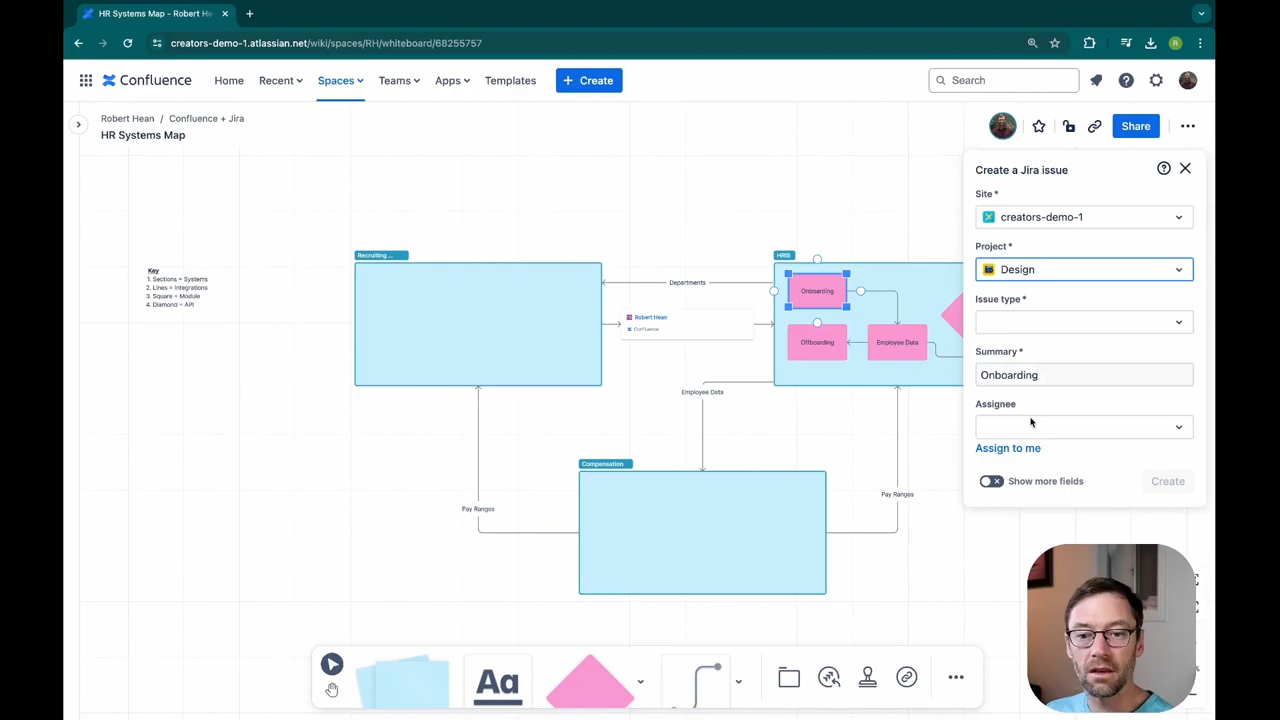 HR Systems Map - Robert He
creators-demo-1.atlassian.net/wiki/spaces/RH/whiteboard/68255757
R
Confluence
Home
Recent
Spaces
Teams
Apps
Templates
+ Create
Search
Robert Hean / Confluence + Jira
HR Systems Map
Share
Create a Jira issue
Site *
creators-demo-1
Project *
Design
Issue type *
Summary *
Onboarding
Assignee
Assign to me
Show more fields
Create
Key
1. Sections = Systems
2. Lines = Integrations
3. Square = Module
4. Diamond = API
Recruiting ...
HRIS
Departments
Onboarding
Robert Hean
Confluence
Offboarding
Employee Data
Employee Data
Compensation
Pay Ranges
Pay Ranges
Aa